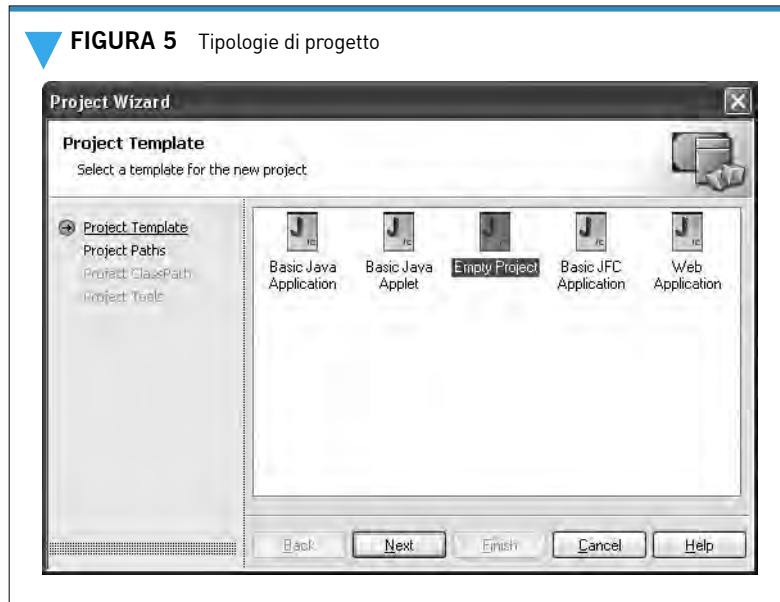 FIGURA 5 Tipologie di progetto
Project Wizard
Project Template
Select a template for the new project
Project Template
Project Paths
Project ClassPath
Project Tools
Basic Java
Application
Basic Java
Applet
Empty Project
Basic JFC
Application
Web
Application
Back
Next
Finish
Cancel
Help